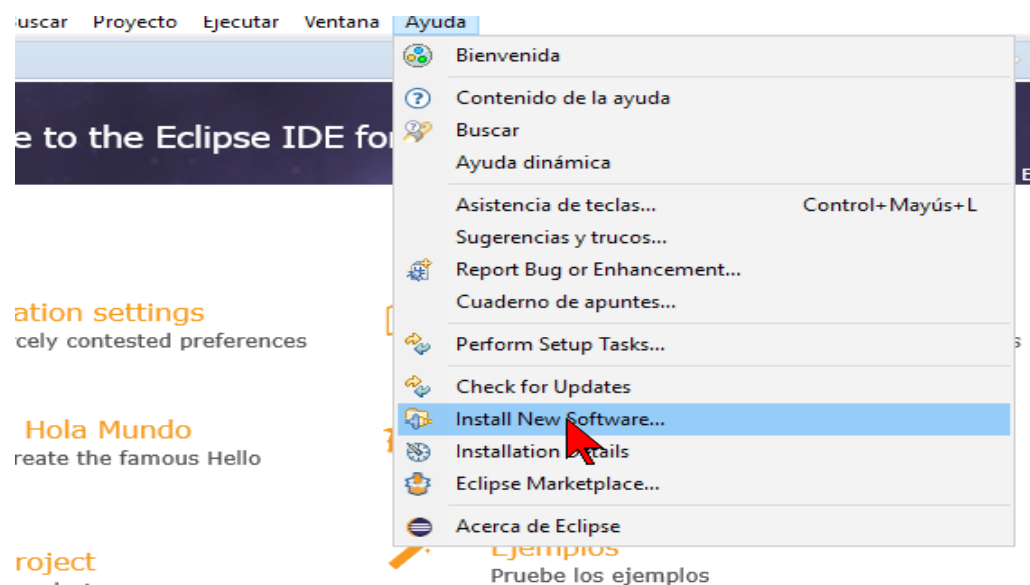 uscar Proyecto Ejecutar Ventana Ayuda
Bienvenida
Contenido de la ayuda
Buscar
Ayuda dinámica
Asistencia de teclas... Control+Mayús+L
Sugerencias y trucos...
Report Bug or Enhancement...
Cuaderno de apuntes...
Perform Setup Tasks...
Check for Updates
Install New Software...
Installation Details
Eclipse Marketplace...
Acerca de Eclipse
e to the Eclipse IDE for
E
ation settings
rcely contested preferences
s
Hola Mundo
reate the famous Hello
roject
Ejemplos
Pruebe los ejemplos